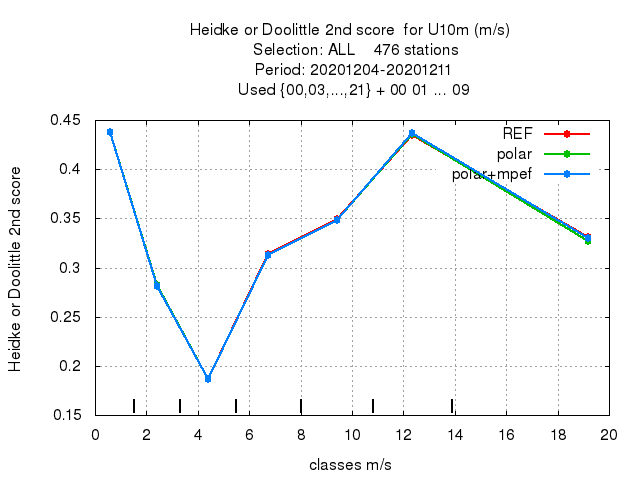 Heidke or Doolittle 2nd score  for U10m (m/s)
Selection: ALL    476 stations
Period: 20201204-20201211
Used {00,03,...,21} + 00 01 ... 09
Heidke or Doolittle 2nd score
0.45
0.4
0.35
0.3
0.25
0.2
0.15
REF
polar
polar+mpef
0 2 4 6 8 10 12 14 16 18 20
classes m/s